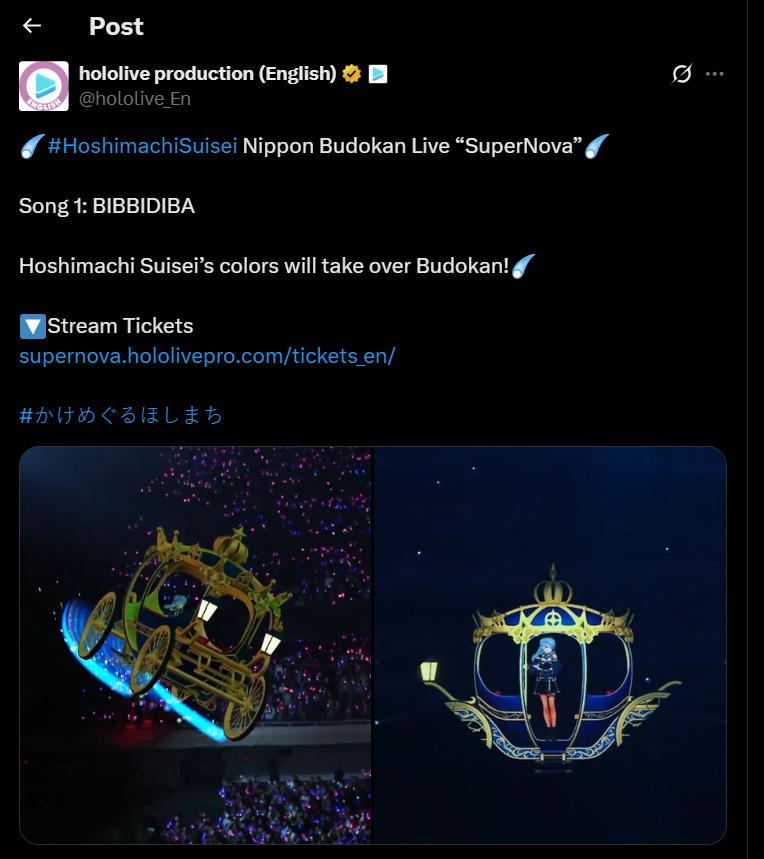 Post
hololive production (English)
@hololive_En
#HoshimachiSuisei Nippon Budokan Live “SuperNova”
Song 1: BIBBIDIBA
Hoshimachi Suisei’s colors will take over Budokan!
Stream Tickets
supernova.hololivepro.com/tickets_en/
#かけめぐるほしまち